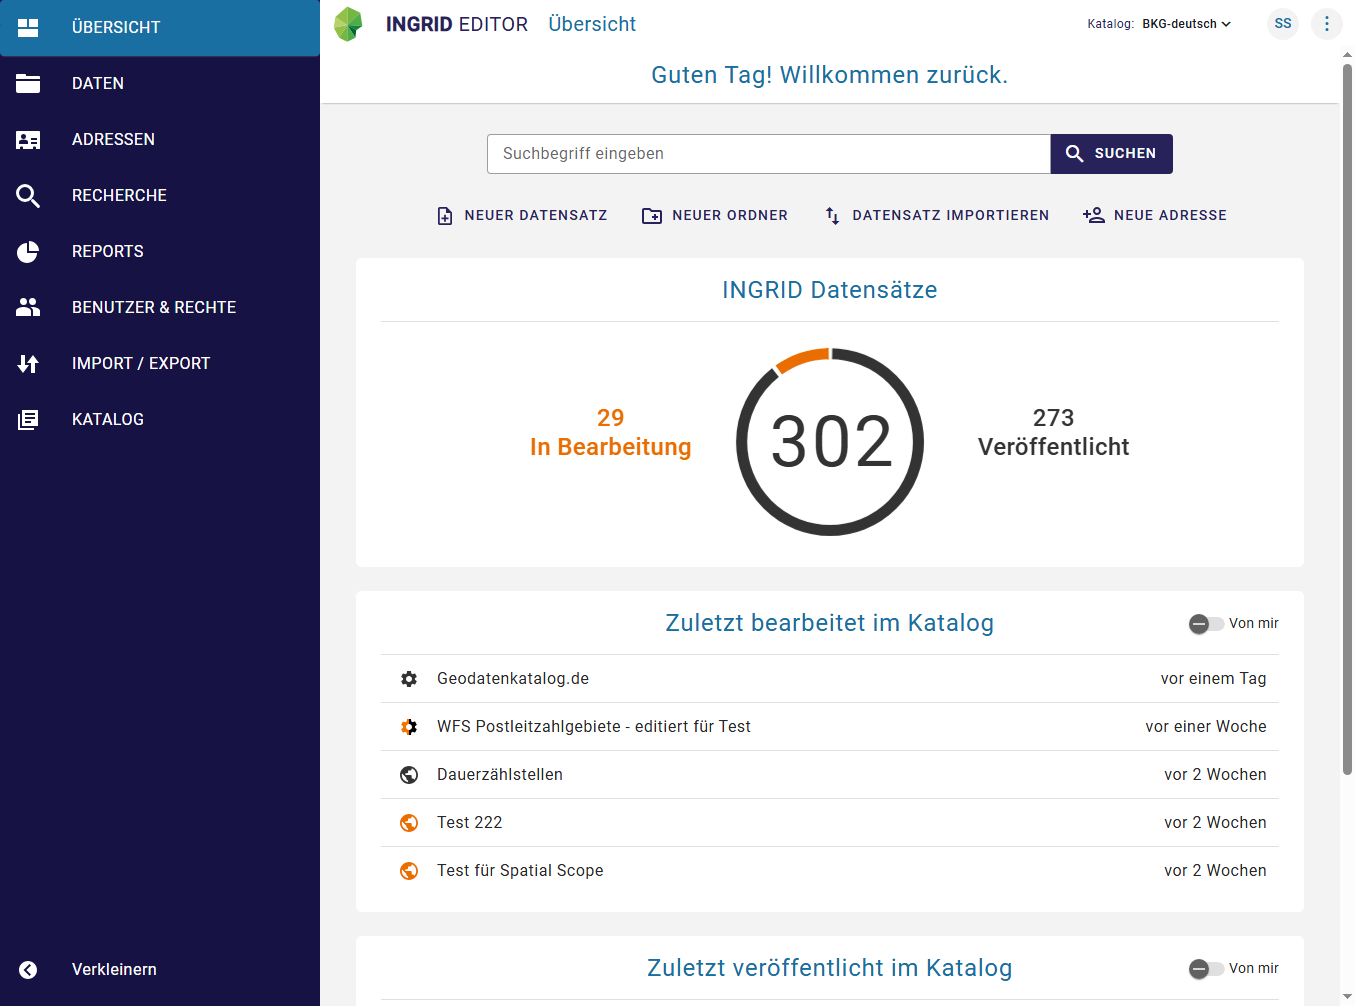 ÜBERSICHT
DATEN
ADRESSEN
RECHERCHE
REPORTS
BENUTZER & RECHTE
IMPORT / EXPORT
KATALOG
Verkleinern
INGRID EDITOR Übersicht
Katalog: BKG-deutsch
SS
Guten Tag! Willkommen zurück.
Suchbegriff eingeben
SUCHEN
NEUER DATENSATZ
NEUER ORDNER
DATENSATZ IMPORTIEREN
NEUE ADRESSE
INGRID Datensätze
29
In Bearbeitung
302
273
Veröffentlicht
Zuletzt bearbeitet im Katalog
Von mir
Geodatenkatalog.de vor einem Tag
WFS Postleitzahlgebiete - editiert für Test vor einer Woche
Dauerzählstellen vor 2 Wochen
Test 222 vor 2 Wochen
Test für Spatial Scope vor 2 Wochen
Zuletzt veröffentlicht im Katalog
Von mir